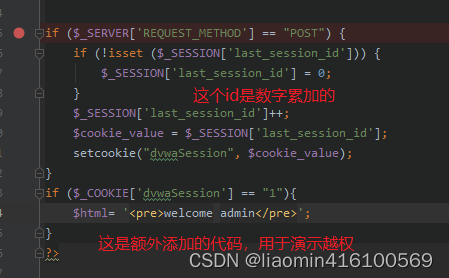 if ($_SERVER['REQUEST_METHOD'] == "POST") {
if (!isset ($_SESSION['last_session_id'])) {
$_SESSION['last_session_id'] = 0;
}
这个id是数字累加的
$_SESSION['last_session_id']++;
$cookie_value = $_SESSION['last_session_id'];
setcookie("dvwaSession", $cookie_value);
}
if ($_COOKIE['dvwaSession'] == "1"){
$html= '<pre>welcome admin</pre>';
}
这是额外添加的代码，用于演示越权
?>
CSDN @liaomin416100569